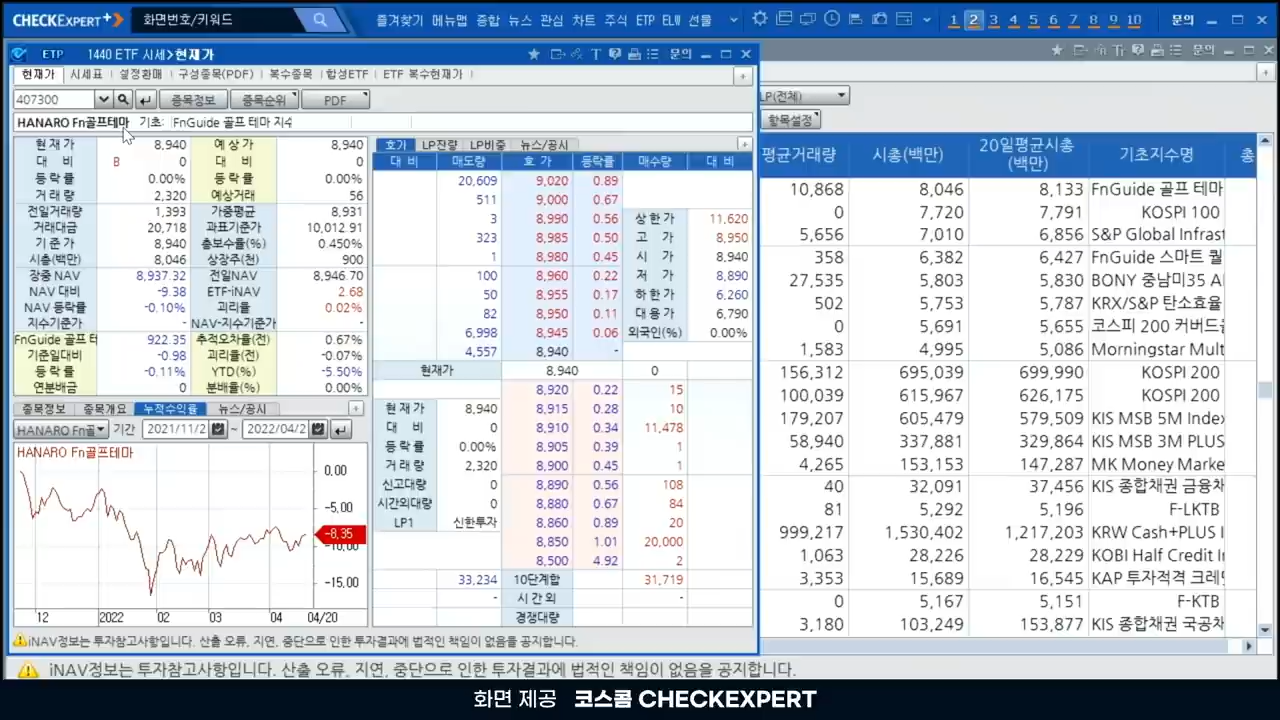 CHECKEXPERT+ 화면번호/키워드 즐겨찾기 메뉴맵 종합 뉴스 관심 차트 주식 ETP ELW 선물 1 2 3 4 5 6 7 8 9 10 문의
ETP 1440 ETF 시세>현재가 문의
현재가 시세표 설정환매 구성종목(PDF) 복수종목 합성ETF ETF 복수현재가
407300 종목정보 종목순위 PDF
HANARO Fn골프테마 기초: FnGuide 골프 테마 지수
현재가 8,940 예상가 8,940
대 비 B 0 대 비 0
등락률 0.00% 등락률 0.00%
거래량 2,320 예상거래 56
전일거래량 1,393 가중평균 8,931
거래대금 20,718 과표기준가 10,012.91
기준가 8,940 총보수율(%) 0.450%
시총(백만) 8,046 상장주(천) 900
장중 NAV 8,937.32 전일NAV 8,946.70
NAV 대비 -9.38 ETF-iNAV 2.68
NAV 등락률 -0.10% 괴리율 0.02%
지수기준가 - NAV-지수기준가 -
FnGuide 골프 테 922.35 추적오차율(전) 0.67%
기준일대비 -0.98 괴리율(전) -0.07%
등락률 -0.11% YTD(%) -5.50%
연분배금 0 분배율(%) 0.00%
종목정보 종목개요 누적수익률 뉴스/공시
HANARO Fn골 기간 2021/11/2 ~ 2022/04/2
HANARO Fn골프테마
0.00
-5.00
-8.35
-10.00
-15.00
12 2022 02 03 04 04/20
호가 LP잔량 LP비중 뉴스/공시
대 비 매도량 호 가 등락률 매수량 대 비
20,609 9,020 0.89
511 9,000 0.67
3 8,990 0.56 상한가 11,620
323 8,985 0.50 고 가 8,950
1 8,980 0.45 시 가 8,940
100 8,960 0.22 저 가 8,890
50 8,955 0.17 하한가 6,260
82 8,950 0.11 대용가 6,790
6,998 8,945 0.06 외국인(%) 0.00%
4,557 8,940 -
현재가 8,940 0
8,920 0.22 15
현재가 8,940 8,915 0.28 10
대 비 0 8,910 0.34 11,478
등락률 0.00% 8,905 0.39 1
거래량 2,320 8,900 0.45 1
신고대량 0 8,890 0.56 108
시간외대량 0 8,880 0.67 84
LP1 신한투자 8,860 0.89 20
8,850 1.01 20,000
8,500 4.92 2
33,234 10단계합 31,719
- 시간외 -
경쟁대량
iNAV정보는 투자참고사항입니다. 산출 오류, 지연, 중단으로 인한 투자결과에 법적인 책임이 없음을 공지합니다.
문의
LP(전체)
항목설정
평균거래량 시총(백만) 20일평균시총(백만) 기초지수명 총
10,868 8,046 8,133 FnGuide 골프 테마
0 7,720 7,791 KOSPI 100
5,656 7,010 6,856 S&P Global Infrast
358 6,382 6,427 FnGuide 스마트 퀄
27,535 5,803 5,830 BONY 중남미35 A
502 5,753 5,787 KRX/S&P 탄소효율
0 5,691 5,655 코스피 200 커버드
1,583 4,995 5,086 Morningstar Mult
156,312 695,039 699,990 KOSPI 200
100,039 615,967 626,175 KOSPI 200
179,207 605,479 579,509 KIS MSB 5M Index
58,940 337,881 329,864 KIS MSB 3M PLUS
4,265 153,153 147,287 MK Money Marke
40 32,091 37,456 KIS 종합채권 금융채
81 5,292 5,196 F-LKTB
999,217 1,530,402 1,217,203 KRW Cash+PLUS I
1,063 28,226 28,229 KOBI Half Credit I
3,353 15,689 16,545 KAP 투자적격 크레
0 5,167 5,151 F-KTB
3,180 103,249 153,877 KIS 종합채권 국공채
iNAV정보는 투자참고사항입니다. 산출 오류, 지연, 중단으로 인한 투자결과에 법적인 책임이 없음을 공지합니다.
화면 제공 코스콤 CHECKEXPERT